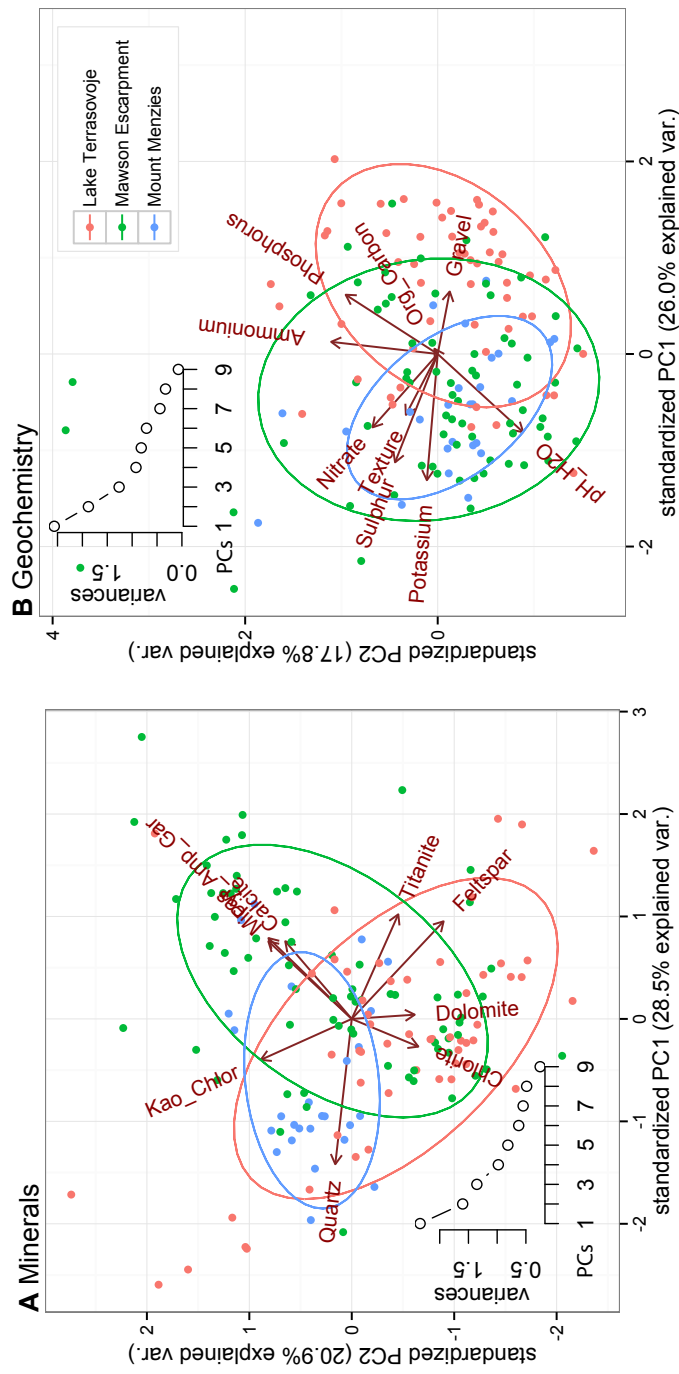 A Minerals
standardized PC2 (20.9% explained var.)
2
1
0
-1
-2
Kao_Chlor
Quartz
Calcite
Amp_Gar
Titanite
Feltspar
Dolomite
Chlorite
variances
1.5
0.5
PCs
1 3 5 7 9
-2 -1 0 1 2 3
standardized PC1 (28.5% explained var.)
B Geochemistry
standardized PC2 (17.8% explained var.)
4
2
0
variances
1.5
0.0
PCs
1 3 5 7 9
Lake Terrasovoje
Mawson Escarpment
Mount Menzies
Ammonium
Phosphorus
Org_Carbon
Gravel
Nitrate
Texture
Sulphur
Potassium
pH_H2O
-2 0 2
standardized PC1 (26.0% explained var.)